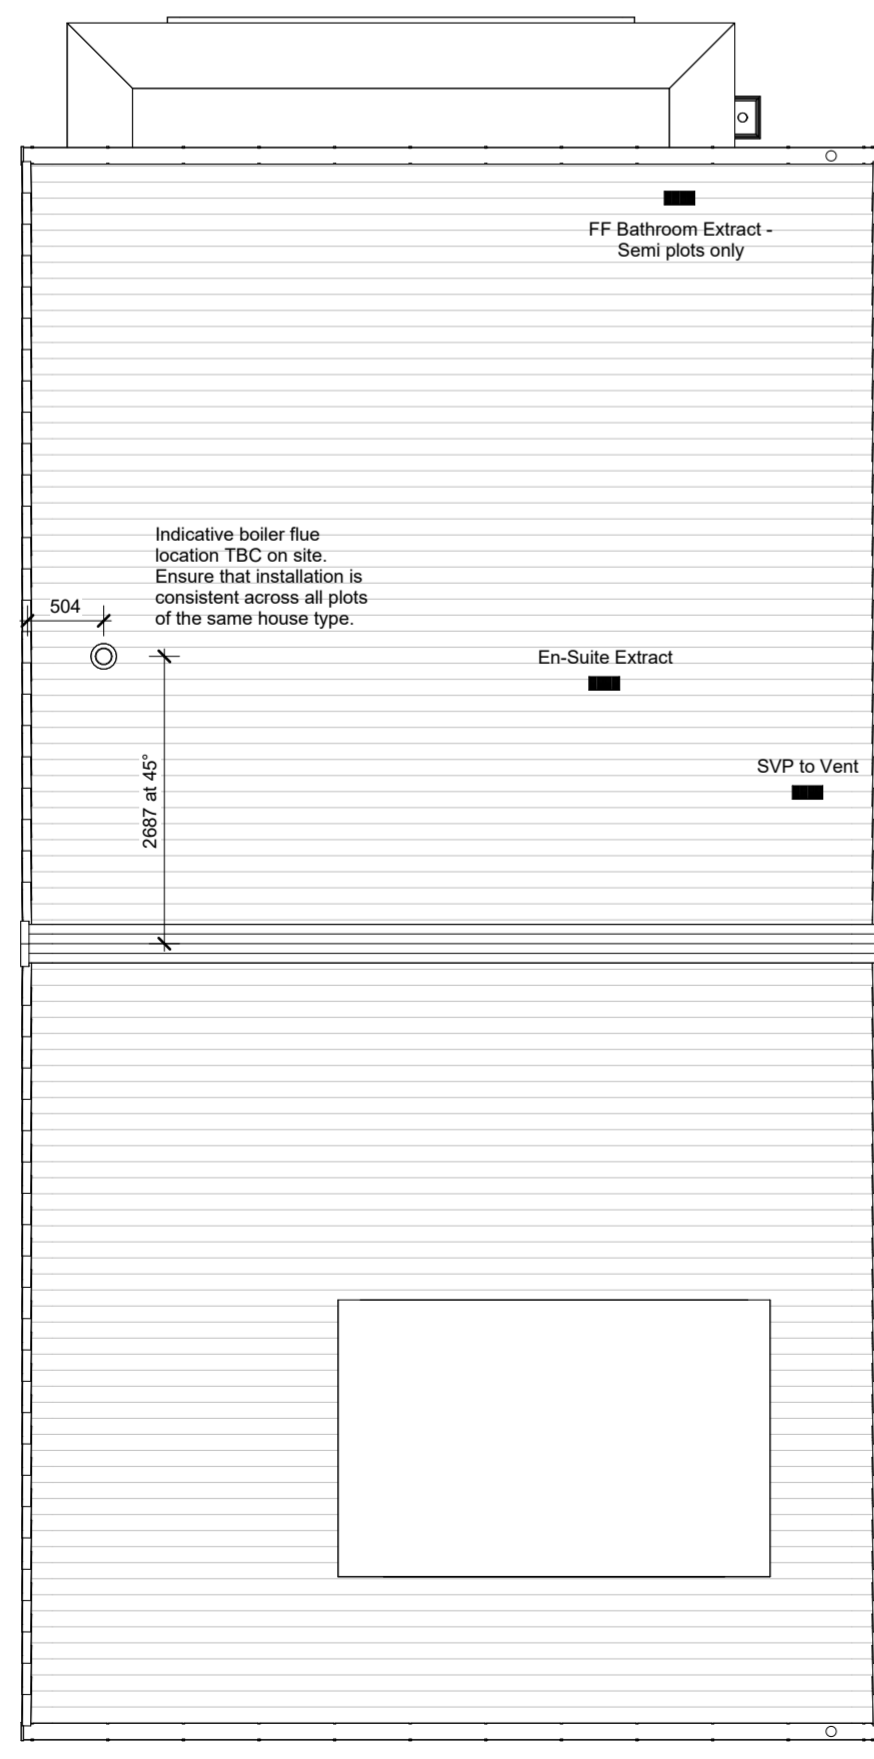 FF Bathroom Extract -
Semi plots only
Indicative boiler flue
location TBC on site.
Ensure that installation is
consistent across all plots
of the same house type.
504
En-Suite Extract
2687 at 45°
SVP to Vent